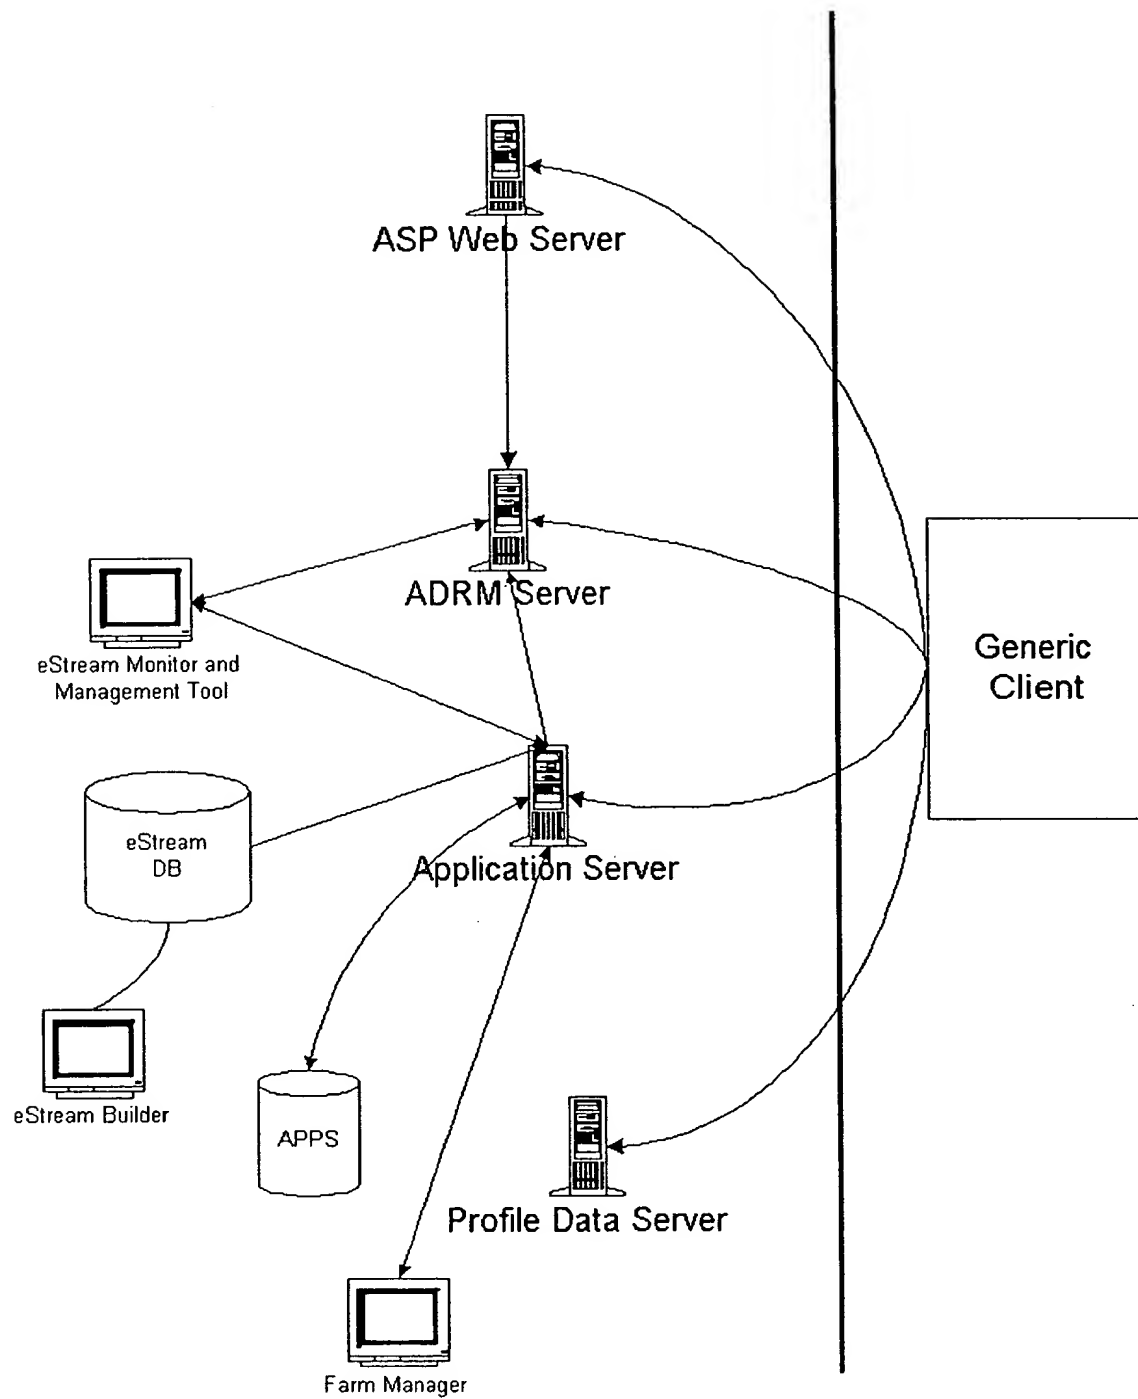 ASP Web Server
ADRM Server
eStream Monitor and
Management Tool
Generic
Client
eStream
DB
Application Server
eStream Builder
APPS
Profile Data Server
Farm Manager